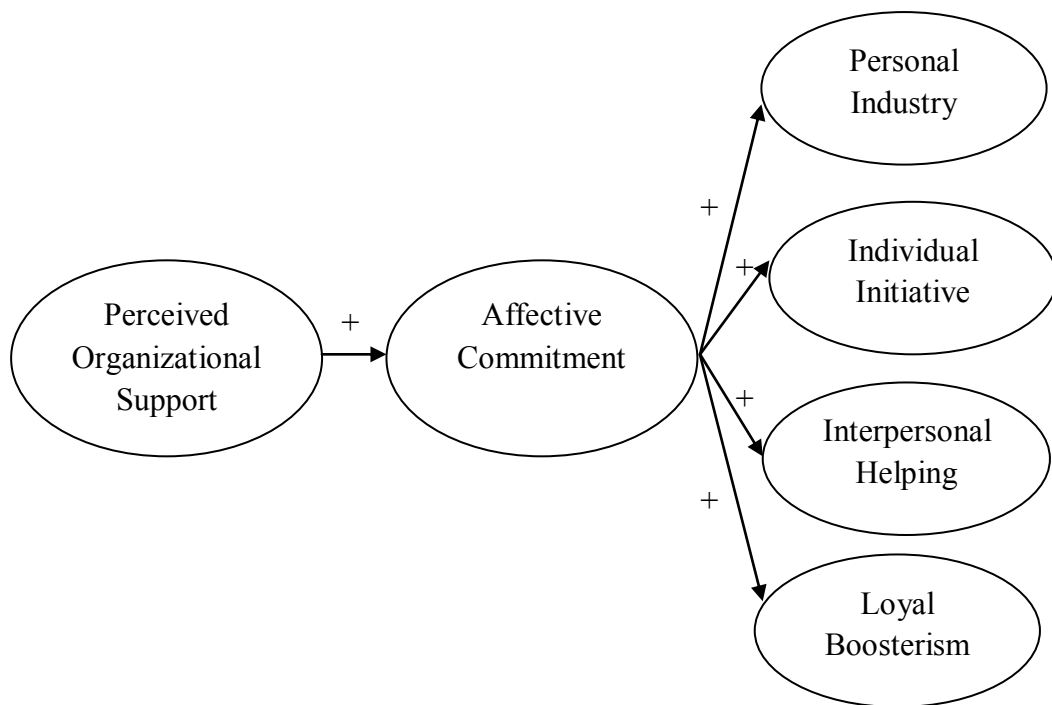 Personal
Industry
+
+
Individual
Initiative
Perceived
Organizational
Support
+
Affective
Commitment
+
Interpersonal
Helping
+
Loyal
Boosterism